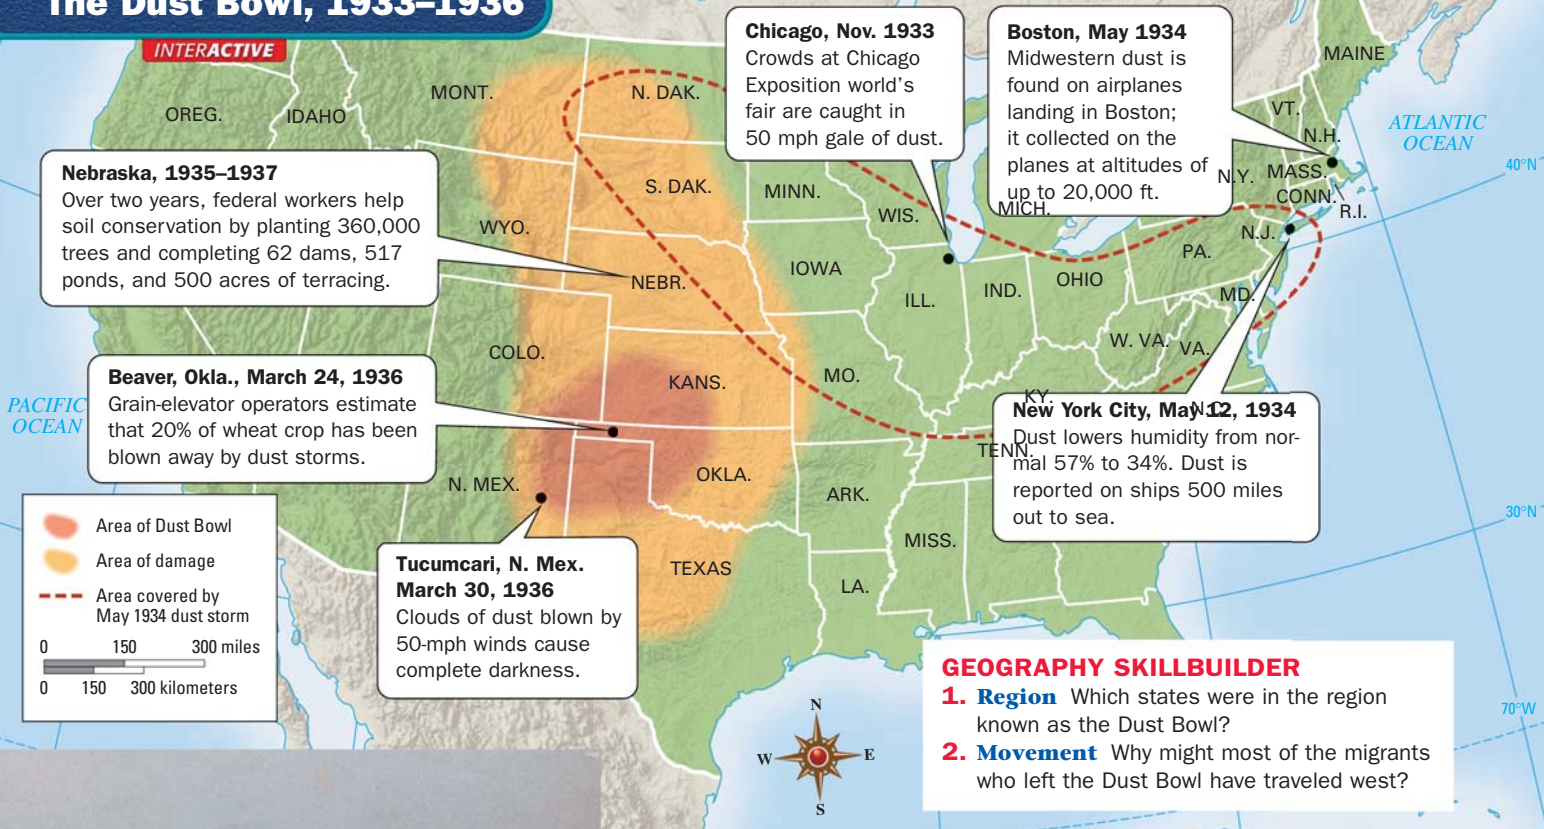 The Dust Bowl, 1933–1936
INTERACTIVE
Chicago, Nov. 1933
Crowds at Chicago
Exposition world's
fair are caught in
50 mph gale of dust.
Boston, May 1934
Midwestern dust is
found on airplanes
landing in Boston;
it collected on the
planes at altitudes of
up to 20,000 ft.
Nebraska, 1935–1937
Over two years, federal workers help
soil conservation by planting 360,000
trees and completing 62 dams, 517
ponds, and 500 acres of terracing.
Beaver, Okla., March 24, 1936
Grain-elevator operators estimate
that 20% of wheat crop has been
blown away by dust storms.
Tucumcari, N. Mex.
March 30, 1936
Clouds of dust blown by
50-mph winds cause
complete darkness.
New York City, May 12, 1934
Dust lowers humidity from nor-
mal 57% to 34%. Dust is
reported on ships 500 miles
out to sea.
OREG.
IDAHO
MONT.
N. DAK.
S. DAK.
WYO.
NEBR.
COLO.
KANS.
N. MEX.
OKLA.
TEXAS
MINN.
IOWA
MO.
ARK.
LA.
WIS.
ILL.
MICH.
IND.
OHIO
KY.
TENN.
MISS.
W. VA.
VA.
N.C.
MD.
PA.
N.J.
N.Y.
CONN.
R.I.
MASS.
VT.
N.H.
MAINE
ATLANTIC
OCEAN
PACIFIC
OCEAN
40°N
30°N
70°W
Area of Dust Bowl
Area of damage
Area covered by
May 1934 dust storm
0 150 300 miles
0 150 300 kilometers
N
W E
S
GEOGRAPHY SKILLBUILDER
1. Region Which states were in the region
known as the Dust Bowl?
2. Movement Why might most of the migrants
who left the Dust Bowl have traveled west?